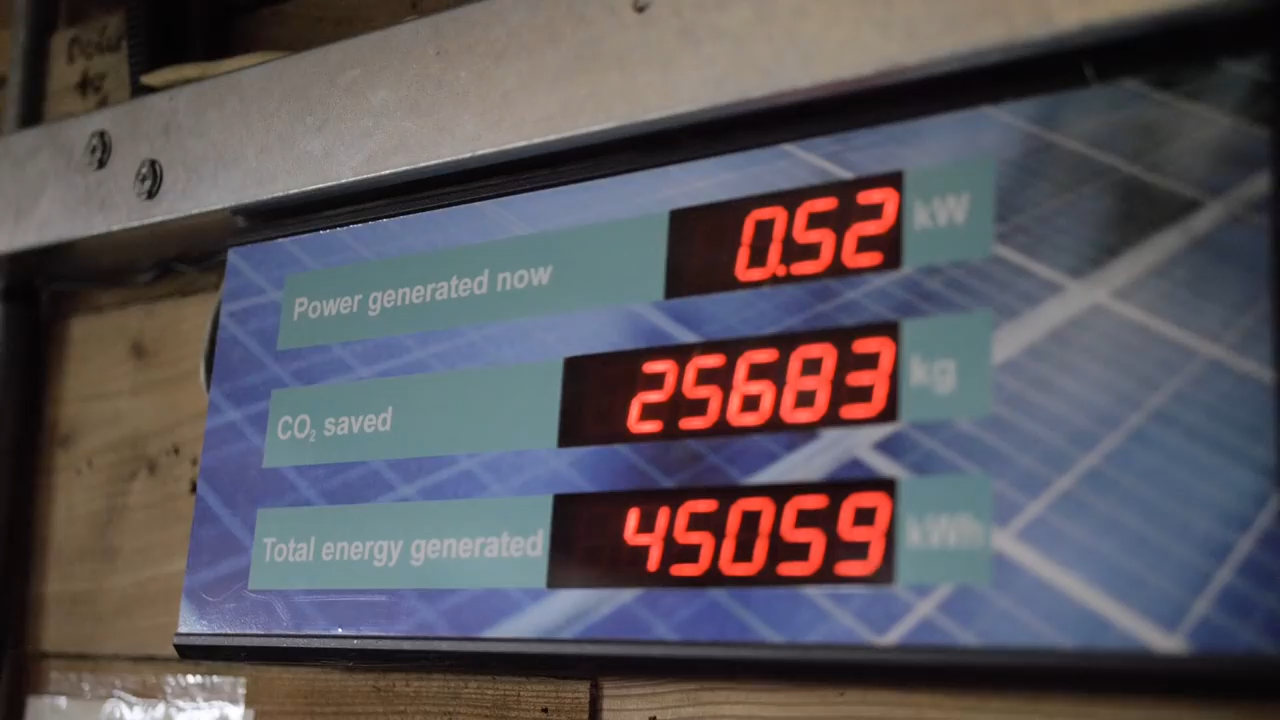 Power generated now 0.52 kW
CO₂ saved 25683 kg
Total energy generated 45059 kWh